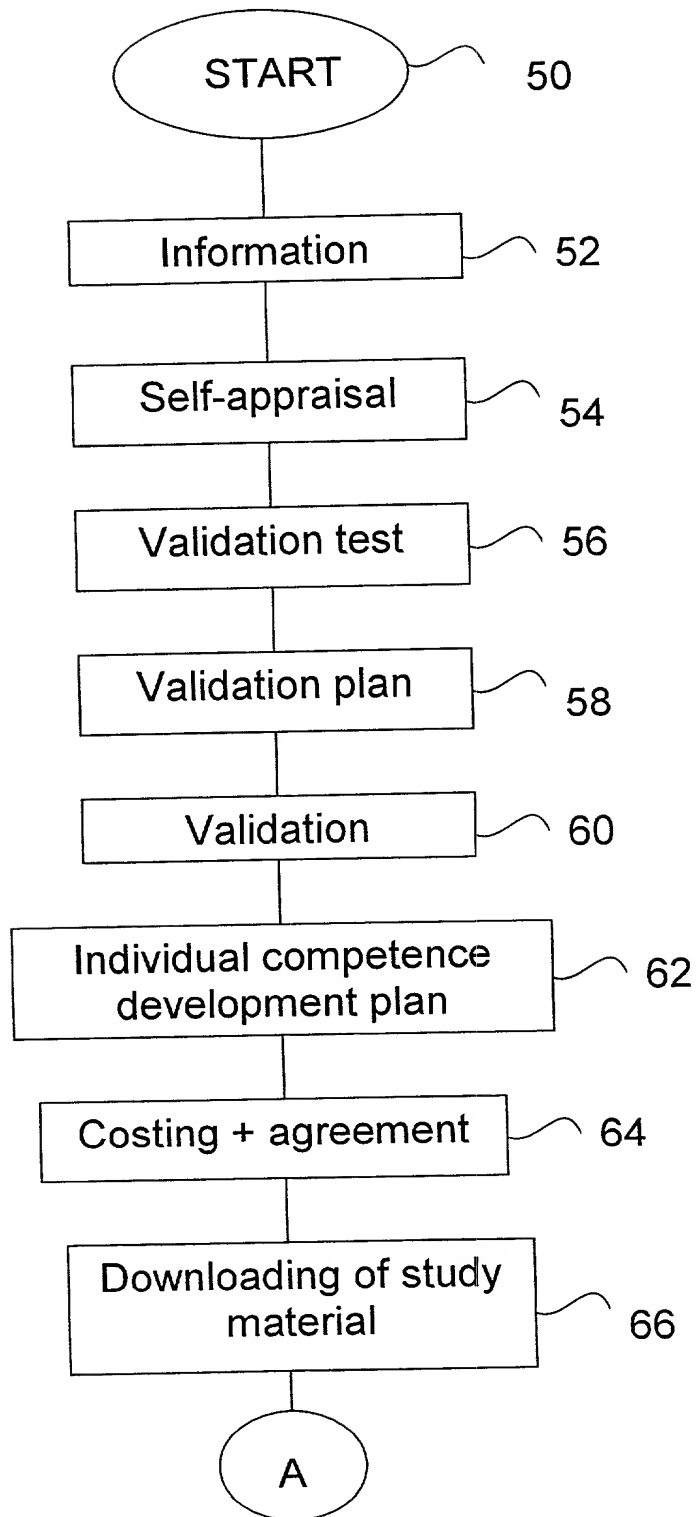 START 50
Information 52
Self-appraisal 54
Validation test 56
Validation plan 58
Validation 60
Individual competence
development plan 62
Costing + agreement 64
Downloading of study
material 66
A